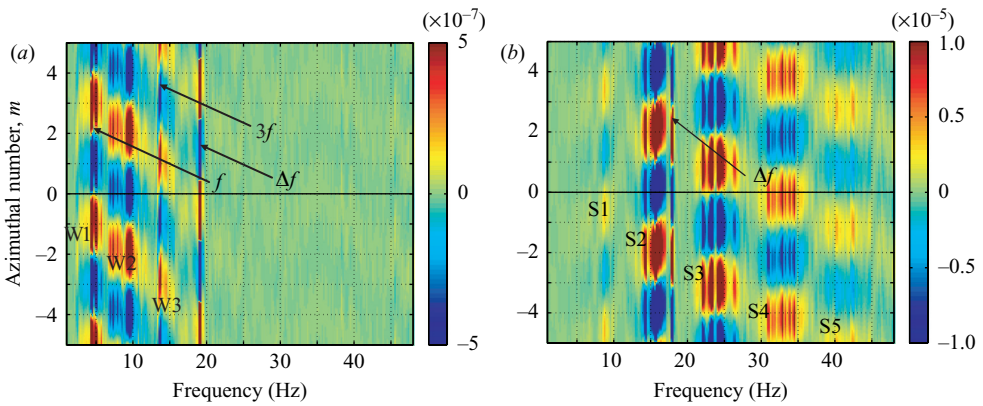 (×10⁻⁷)
(a)
5
0
−5
4
2
0
−2
−4
Azimuthal number, m
3f
Δf
f
W1
W2
W3
10 20 30 40
Frequency (Hz)
(×10⁻⁵)
(b)
1.0
0.5
0
−0.5
−1.0
4
2
0
−2
−4
Δf
S1
S2
S3
S4
S5
10 20 30 40
Frequency (Hz)